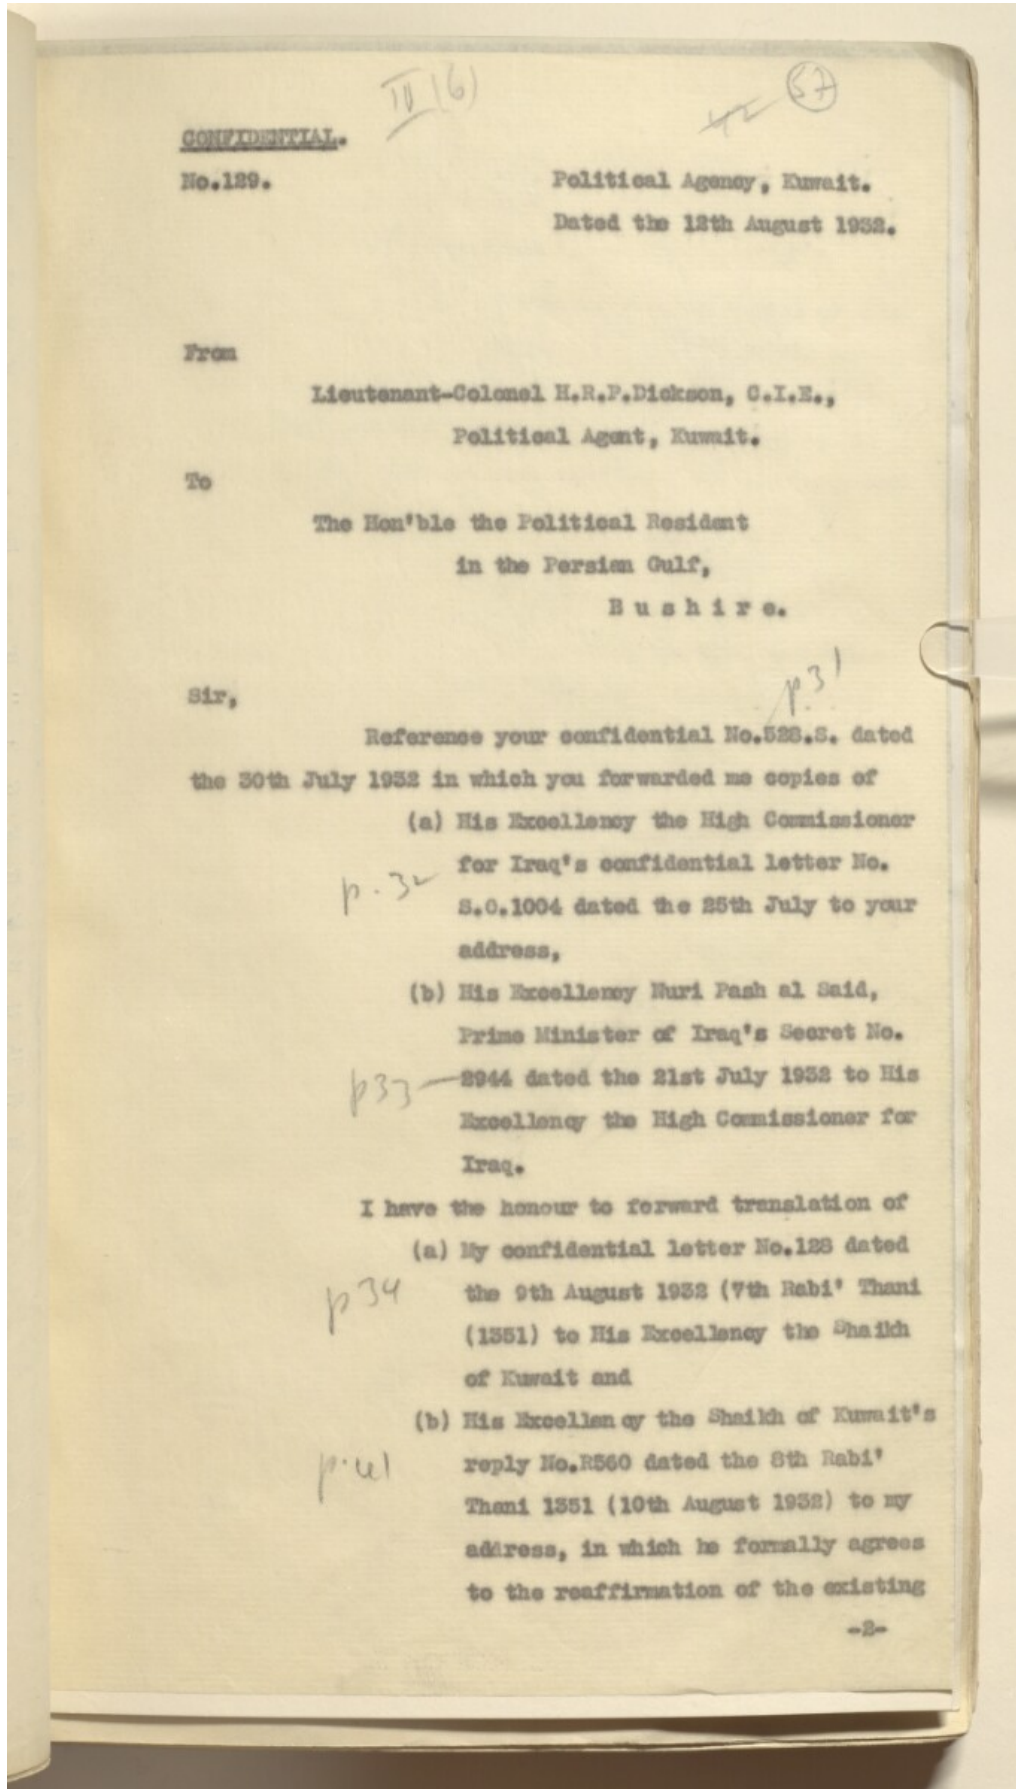 IV (6)
57
42
CONFIDENTIAL.
No.129.
Political Agency, Kuwait.
Dated the 12th August 1932.
From
Lieutenant-Colonel H.R.P.Dickson, C.I.E.,
Political Agent, Kuwait.
To
The Hon'ble the Political Resident
in the Persian Gulf,
Bushire.
p31
Sir,
Reference your confidential No.528.S. dated
the 30th July 1932 in which you forwarded me copies of
(a) His Excellency the High Commissioner
for Iraq's confidential letter No.
p.32
S.O.1004 dated the 25th July to your
address,
(b) His Excellency Nuri Pash al Said,
Prime Minister of Iraq's Secret No.
p33
2944 dated the 21st July 1932 to His
Excellency the High Commissioner for
Iraq.
I have the honour to forward translation of
(a) My confidential letter No.128 dated
p34
the 9th August 1932 (7th Rabi' Thani
(1351) to His Excellency the Shaikh
of Kuwait and
(b) His Excellency the Shaikh of Kuwait's
p.41
reply No.R560 dated the 8th Rabi'
Thani 1351 (10th August 1932) to my
address, in which he formally agrees
to the reaffirmation of the existing
-2-